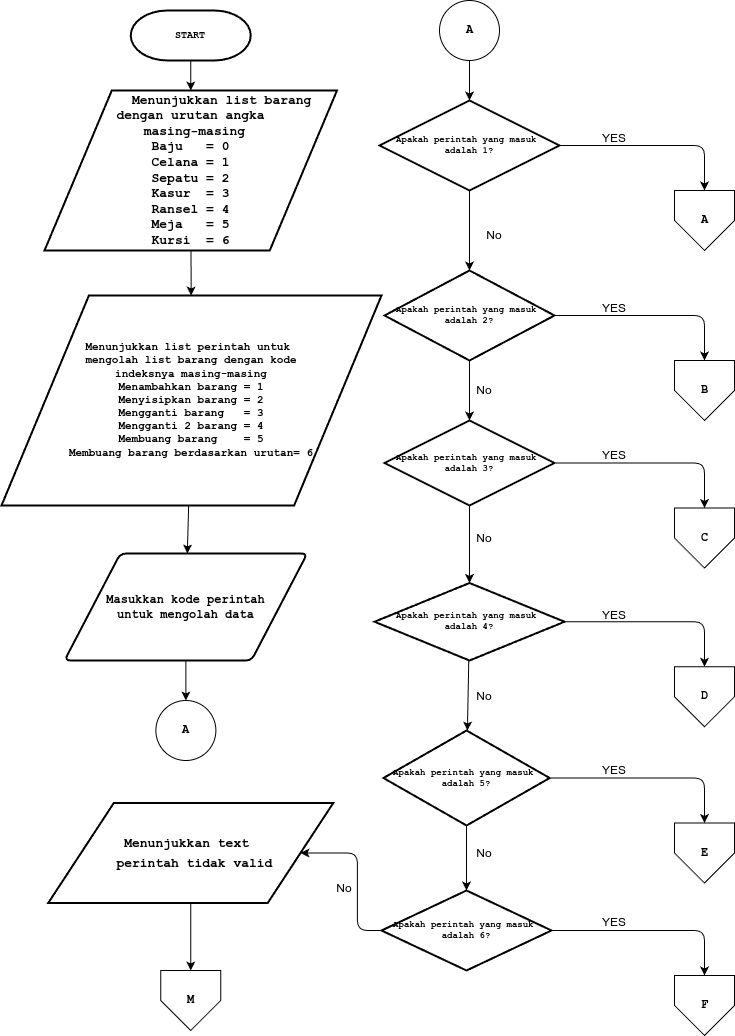 START
Menunjukkan list barang
dengan urutan angka
masing-masing
Baju = 0
Celana = 1
Sepatu = 2
Kasur = 3
Ransel = 4
Meja = 5
Kursi = 6
Menunjukkan list perintah untuk
mengolah list barang dengan kode
indeksnya masing-masing
Menambahkan barang = 1
Menyisipkan barang = 2
Mengganti barang = 3
Mengganti 2 barang = 4
Membuang barang = 5
Membuang barang berdasarkan urutan= 6
Masukkan kode perintah
untuk mengolah data
A
A
Apakah perintah yang masuk
adalah 1?
YES
A
No
Apakah perintah yang masuk
adalah 2?
YES
B
No
Apakah perintah yang masuk
adalah 3?
YES
C
No
Apakah perintah yang masuk
adalah 4?
YES
D
No
Apakah perintah yang masuk
adalah 5?
YES
E
No
Apakah perintah yang masuk
adalah 6?
YES
F
No
Menunjukkan text
perintah tidak valid
M